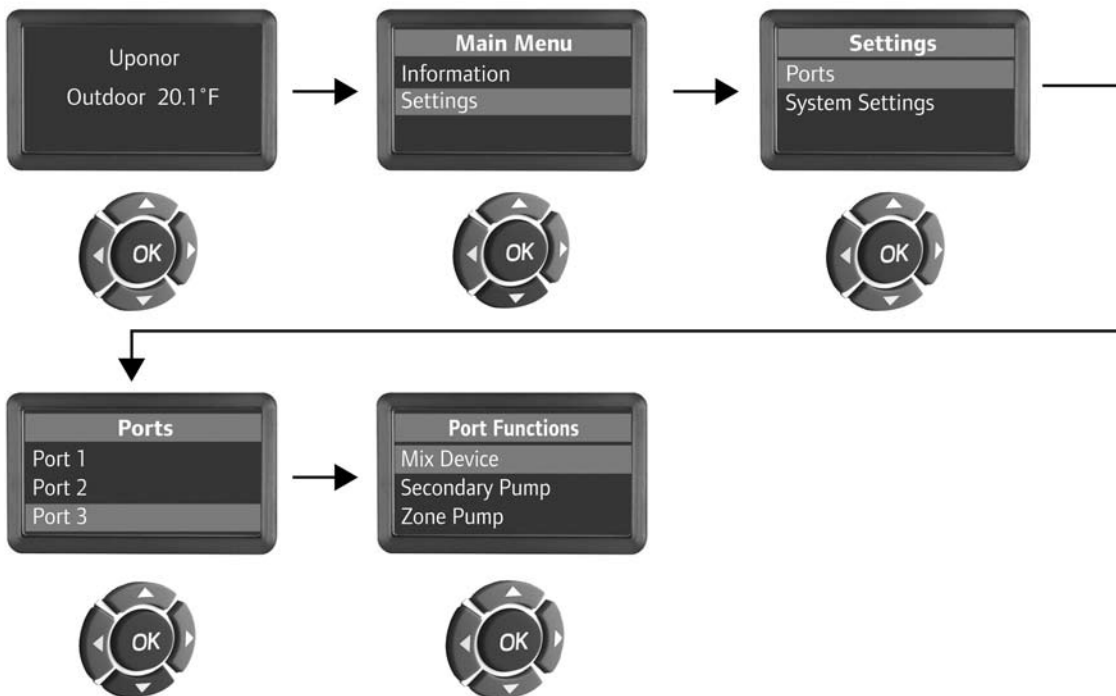 Uponor
Outdoor 20.1°F
Main Menu
Information
Settings
Settings
Ports
System Settings
OK
OK
OK
Ports
Port 1
Port 2
Port 3
Port Functions
Mix Device
Secondary Pump
Zone Pump
OK
OK